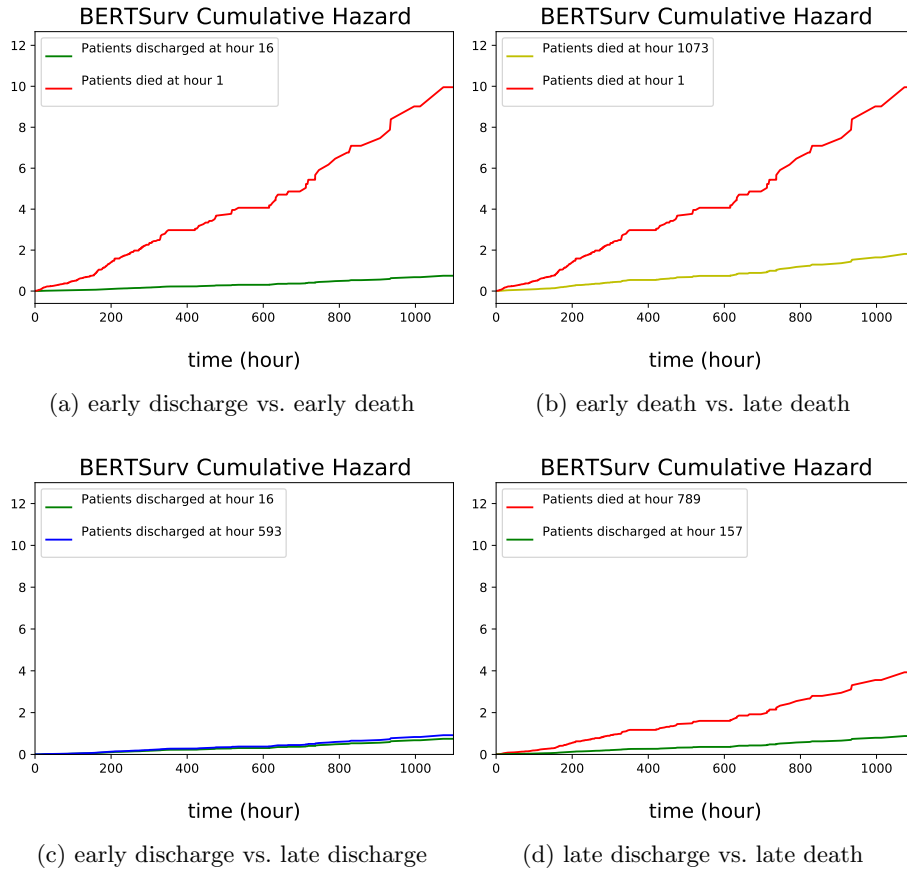 BERTSurv Cumulative Hazard
12
10
8
6
4
2
0
Patients discharged at hour 16
Patients died at hour 1
0 200 400 600 800 1000
time (hour)
(a) early discharge vs. early death
BERTSurv Cumulative Hazard
12
10
8
6
4
2
0
Patients died at hour 1073
Patients died at hour 1
0 200 400 600 800 1000
time (hour)
(b) early death vs. late death
BERTSurv Cumulative Hazard
12
10
8
6
4
2
0
Patients discharged at hour 16
Patients discharged at hour 593
0 200 400 600 800 1000
time (hour)
(c) early discharge vs. late discharge
BERTSurv Cumulative Hazard
12
10
8
6
4
2
0
Patients died at hour 789
Patients discharged at hour 157
0 200 400 600 800 1000
time (hour)
(d) late discharge vs. late death